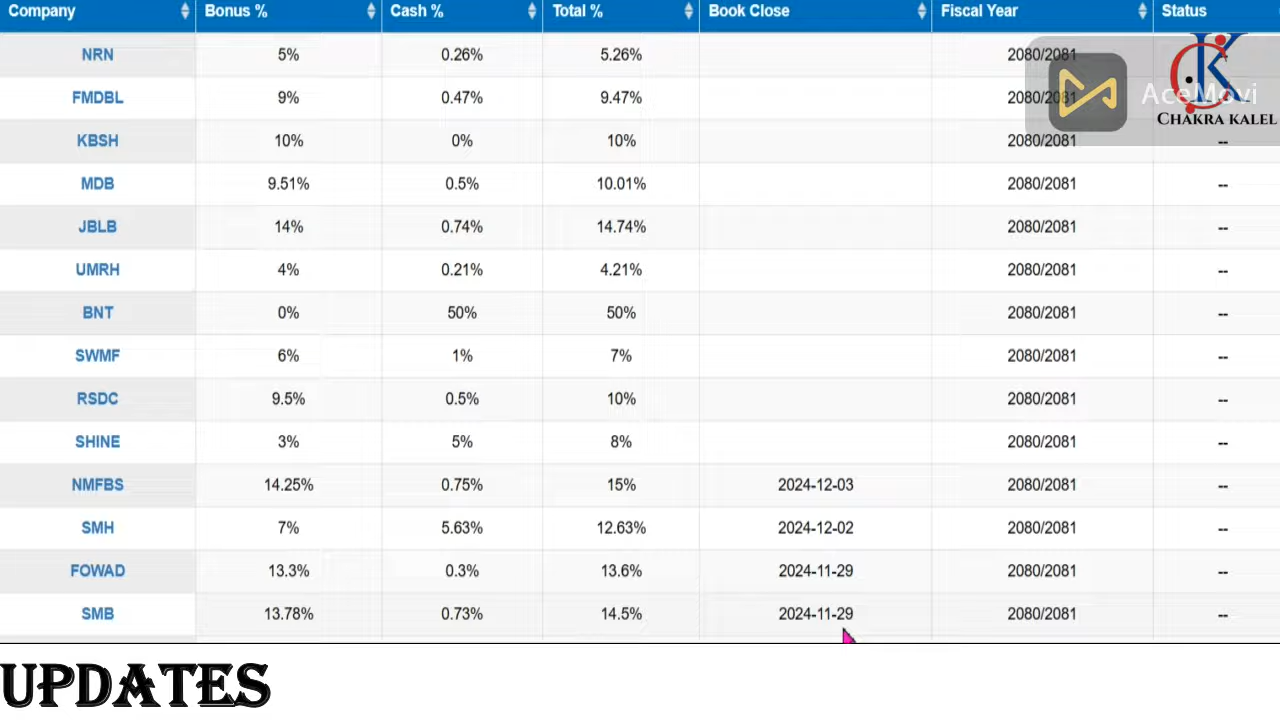 Company Bonus % Cash % Total % Book Close Fiscal Year Status
NRN 5% 0.26% 5.26% 2080/2081
FMDBL 9% 0.47% 9.47% 2080/2081
AceMovi
K
CHAKRA KALEL
KBSH 10% 0% 10% 2080/2081 --
MDB 9.51% 0.5% 10.01% 2080/2081 --
JBLB 14% 0.74% 14.74% 2080/2081 --
UMRH 4% 0.21% 4.21% 2080/2081 --
BNT 0% 50% 50% 2080/2081 --
SWMF 6% 1% 7% 2080/2081 --
RSDC 9.5% 0.5% 10% 2080/2081 --
SHINE 3% 5% 8% 2080/2081 --
NMFBS 14.25% 0.75% 15% 2024-12-03 2080/2081 --
SMH 7% 5.63% 12.63% 2024-12-02 2080/2081 --
FOWAD 13.3% 0.3% 13.6% 2024-11-29 2080/2081 --
SMB 13.78% 0.73% 14.5% 2024-11-29 2080/2081 --
UPDATES